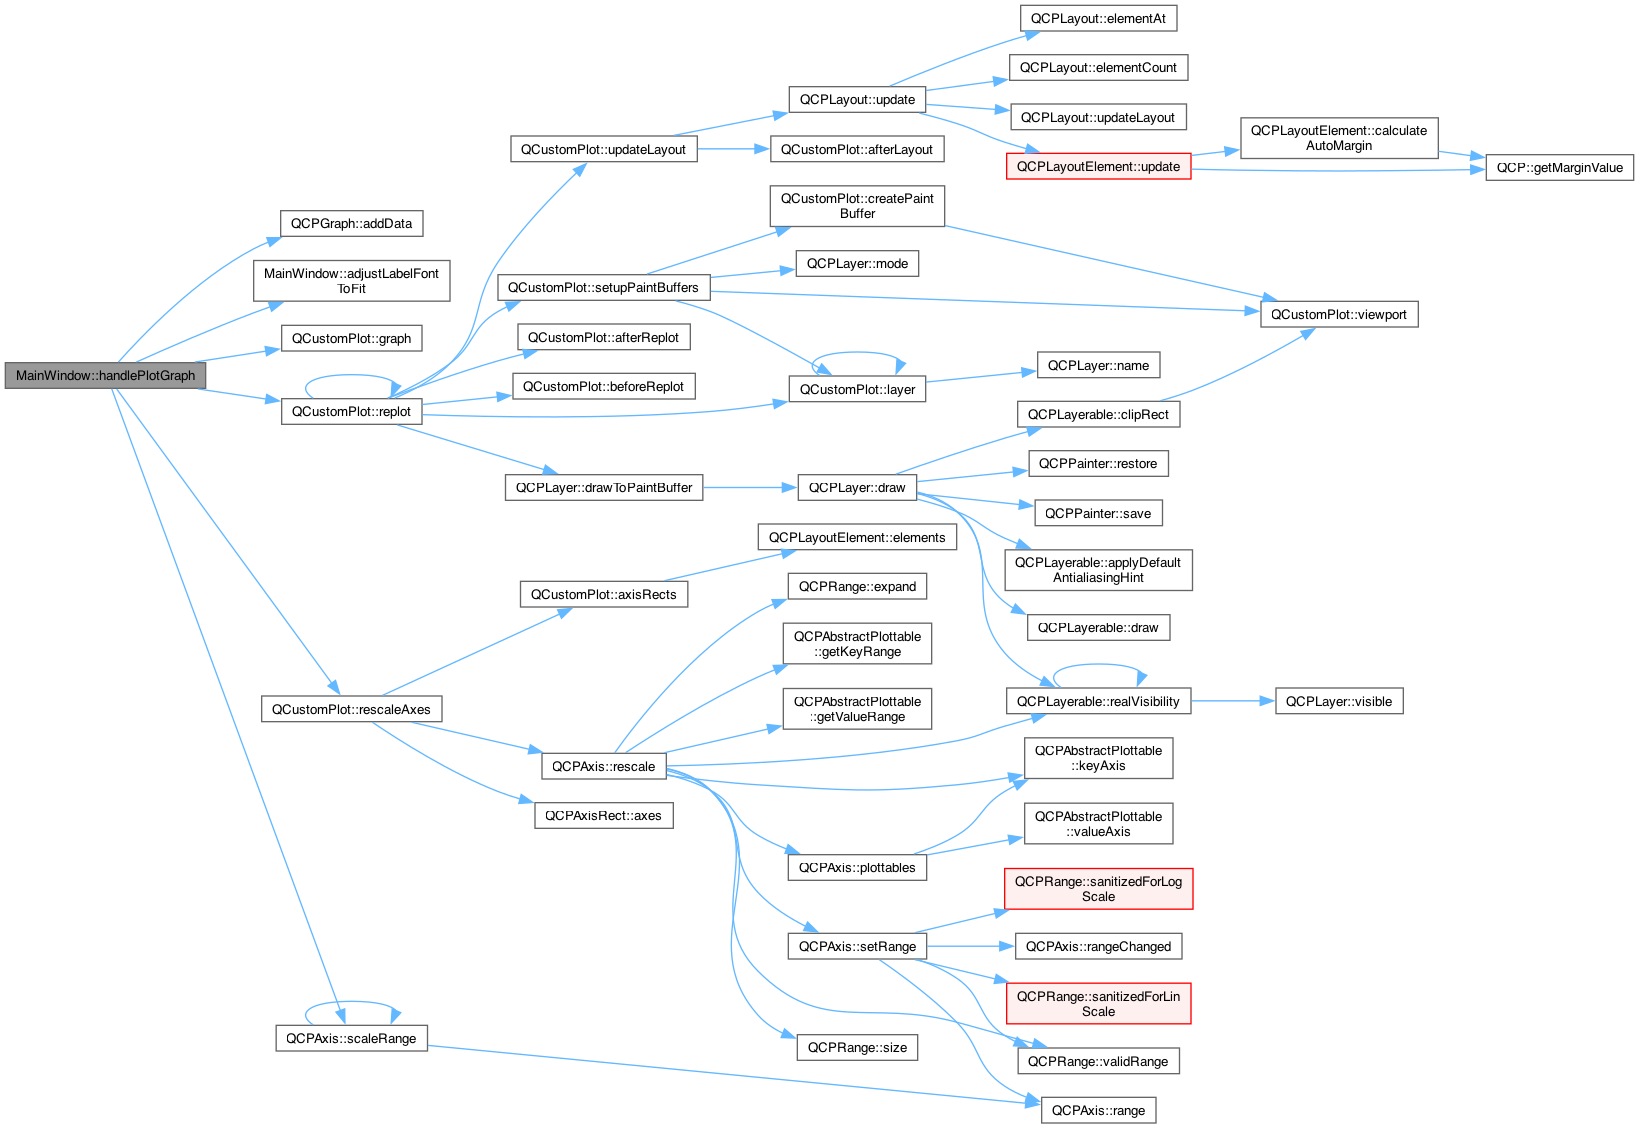 QCPLayout::elementAt
QCPLayout::elementCount
QCPLayout::update
QCPLayout::updateLayout
QCPLayoutElement::calculate
AutoMargin
QCustomPlot::updateLayout
QCustomPlot::afterLayout
QCPLayoutElement::update
QCP::getMarginValue
QCustomPlot::createPaint
Buffer
QCPGraph::addData
QCPLayer::mode
MainWindow::adjustLabelFont
ToFit
QCustomPlot::setupPaintBuffers
QCustomPlot::viewport
QCustomPlot::graph
QCustomPlot::afterReplot
QCPLayer::name
MainWindow::handlePlotGraph
QCustomPlot::beforeReplot
QCustomPlot::layer
QCustomPlot::replot
QCPLayerable::clipRect
QCPPainter::restore
QCPLayer::drawToPaintBuffer
QCPLayer::draw
QCPPainter::save
QCPLayoutElement::elements
QCPLayerable::applyDefault
AntialiasingHint
QCustomPlot::axisRects
QCPRange::expand
QCPLayerable::draw
QCPAbstractPlottable
::getKeyRange
QCustomPlot::rescaleAxes
QCPAbstractPlottable
::getValueRange
QCPLayerable::realVisibility
QCPLayer::visible
QCPAxis::rescale
QCPAbstractPlottable
::keyAxis
QCPAxisRect::axes
QCPAbstractPlottable
::valueAxis
QCPAxis::plottables
QCPRange::sanitizedForLog
Scale
QCPAxis::setRange
QCPAxis::rangeChanged
QCPRange::sanitizedForLin
Scale
QCPAxis::scaleRange
QCPRange::size
QCPRange::validRange
QCPAxis::range